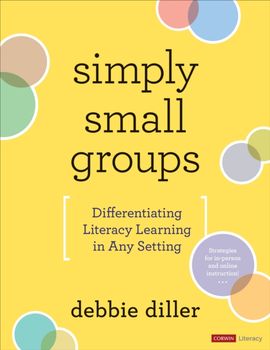 simply
small
groups
Differentiating
Literacy Learning
in Any Setting
Strategies
for in-person
and online
instruction
debbie diller
CORWIN Literacy